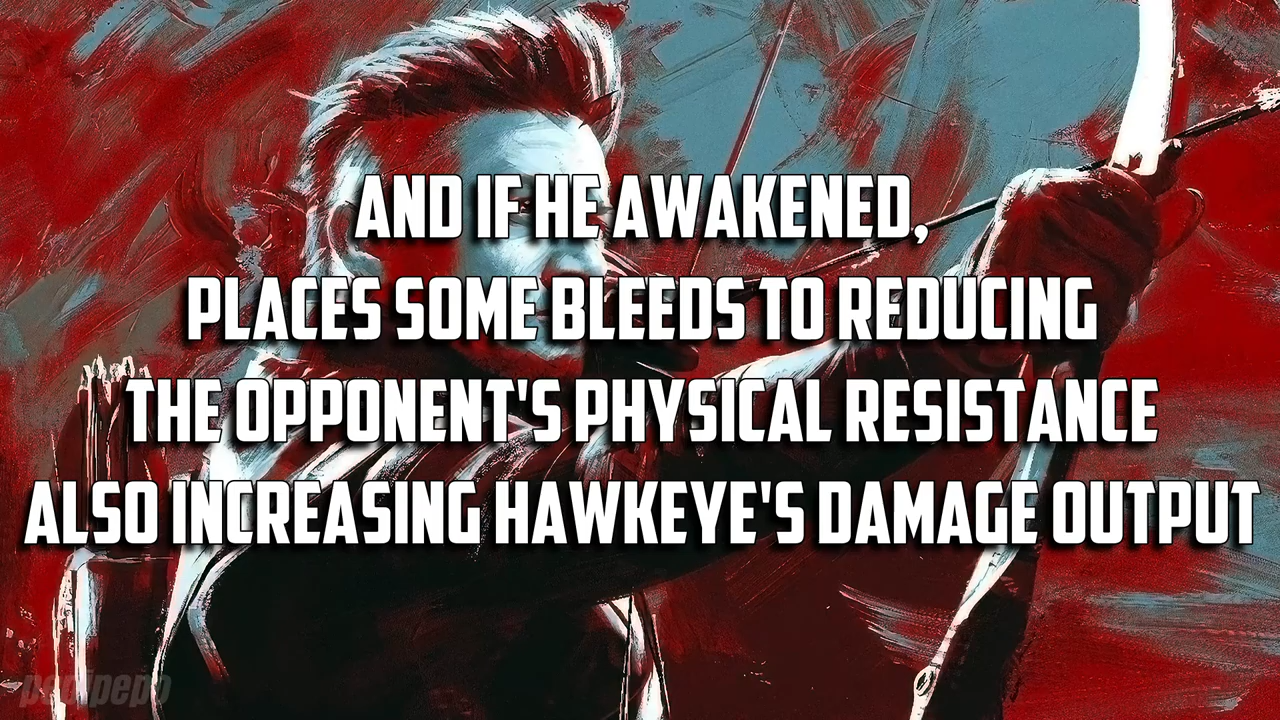 AND IF HE AWAKENED,
PLACES SOME BLEEDS TO REDUCING
THE OPPONENT'S PHYSICAL RESISTANCE
ALSO INCREASING HAWKEYE'S DAMAGE OUTPUT